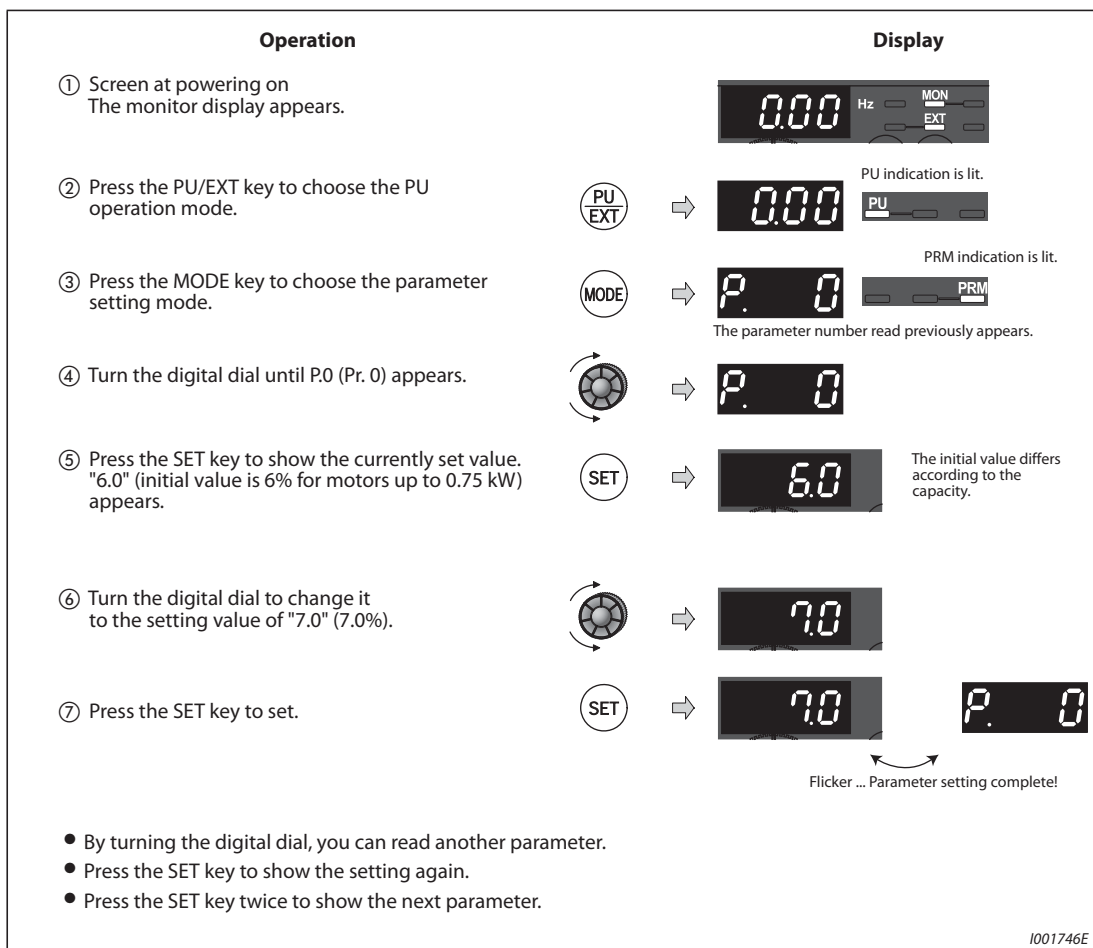 Operation
Display
① Screen at powering on
The monitor display appears.
0.00
Hz
MON
EXT
② Press the PU/EXT key to choose the PU
operation mode.
PU
EXT
0.00
PU indication is lit.
PU
③ Press the MODE key to choose the parameter
setting mode.
MODE
P. 0
PRM indication is lit.
PRM
The parameter number read previously appears.
④ Turn the digital dial until P.0 (Pr. 0) appears.
P. 0
⑤ Press the SET key to show the currently set value.
"6.0" (initial value is 6% for motors up to 0.75 kW)
appears.
SET
6.0
The initial value differs
according to the
capacity.
⑥ Turn the digital dial to change it
to the setting value of "7.0" (7.0%).
7.0
⑦ Press the SET key to set.
SET
7.0
P. 0
Flicker ... Parameter setting complete!
● By turning the digital dial, you can read another parameter.
● Press the SET key to show the setting again.
● Press the SET key twice to show the next parameter.
I001746E